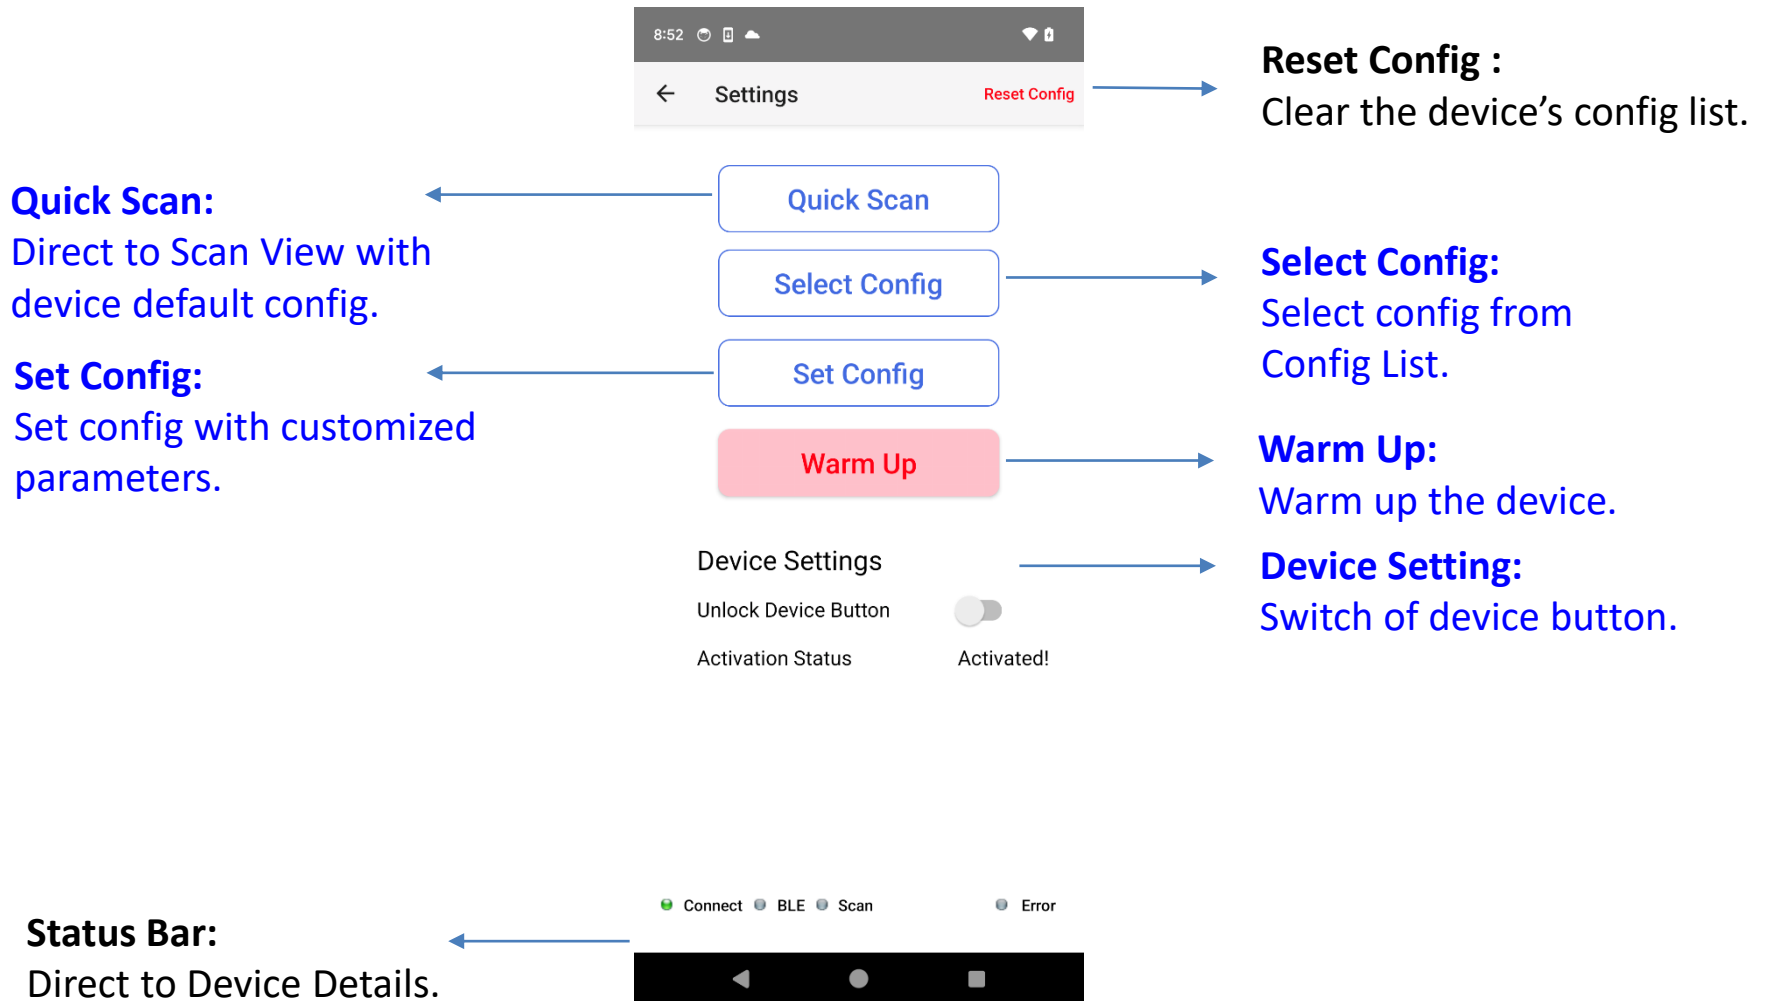 8:52
Settings
Reset Config
Reset Config :
Clear the device’s config list.
Quick Scan:
Direct to Scan View with
device default config.
Quick Scan
Select Config
Select Config:
Select config from
Config List.
Set Config:
Set config with customized
parameters.
Set Config
Warm Up
Warm Up:
Warm up the device.
Device Settings
Device Setting:
Switch of device button.
Unlock Device Button
Activation Status Activated!
Connect BLE Scan Error
Status Bar:
Direct to Device Details.